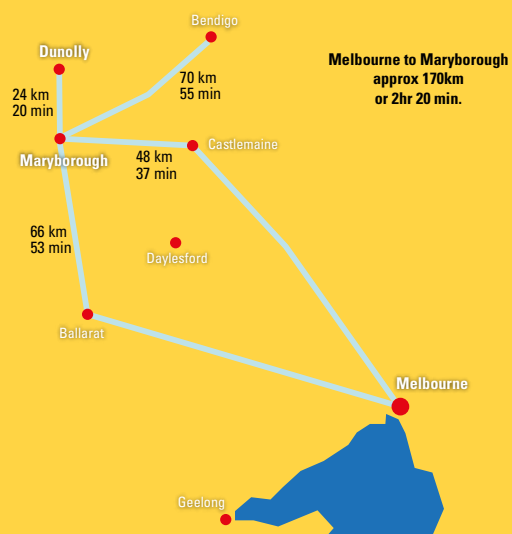 Bendigo
Dunolly
Melbourne to Maryborough
approx 170km
or 2hr 20 min.
70 km
55 min
24 km
20 min
Castlemaine
Maryborough
48 km
37 min
66 km
53 min
Daylesford
Ballarat
Melbourne
Geelong